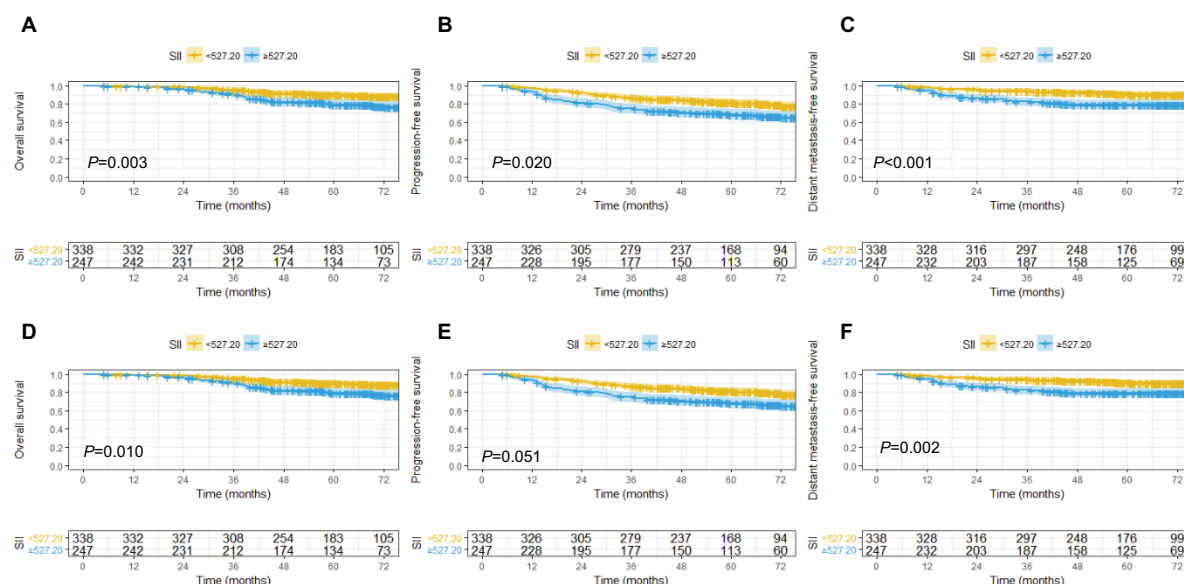 A
SII <527.20 ≥527.20
Overall survival
1.0
0.8
0.6
0.4
0.2
0.0
P=0.003
0 12 24 36 48 60 72
Time (months)
SII
<527.20 338 332 327 308 254 183 105
≥527.20 247 242 231 212 174 134 73
0 12 24 36 48 60 72
Time (months)
B
SII <527.20 ≥527.20
Progression-free survival
1.0
0.8
0.6
0.4
0.2
0.0
P=0.020
0 12 24 36 48 60 72
Time (months)
SII
<527.20 338 326 305 279 237 168 94
≥527.20 247 228 195 177 150 113 60
0 12 24 36 48 60 72
Time (months)
C
SII <527.20 ≥527.20
Distant metastasis-free survival
1.0
0.8
0.6
0.4
0.2
0.0
P<0.001
0 12 24 36 48 60 72
Time (months)
SII
<527.20 338 328 316 297 248 176 99
≥527.20 247 232 203 187 158 125 69
0 12 24 36 48 60 72
Time (months)
D
SII <527.20 ≥527.20
Overall survival
1.0
0.8
0.6
0.4
0.2
0.0
P=0.010
0 12 24 36 48 60 72
Time (months)
SII
<527.20 338 332 327 308 254 183 105
≥527.20 247 242 231 212 174 134 73
0 12 24 36 48 60 72
Time (months)
E
SII <527.20 ≥527.20
Progression-free survival
1.0
0.8
0.6
0.4
0.2
0.0
P=0.051
0 12 24 36 48 60 72
Time (months)
SII
<527.20 338 326 305 279 237 168 94
≥527.20 247 228 195 177 150 113 60
0 12 24 36 48 60 72
Time (months)
F
SII <527.20 ≥527.20
Distant metastasis-free survival
1.0
0.8
0.6
0.4
0.2
0.0
P=0.002
0 12 24 36 48 60 72
Time (months)
SII
<527.20 338 328 316 297 248 176 99
≥527.20 247 232 203 187 158 125 69
0 12 24 36 48 60 72
Time (months)